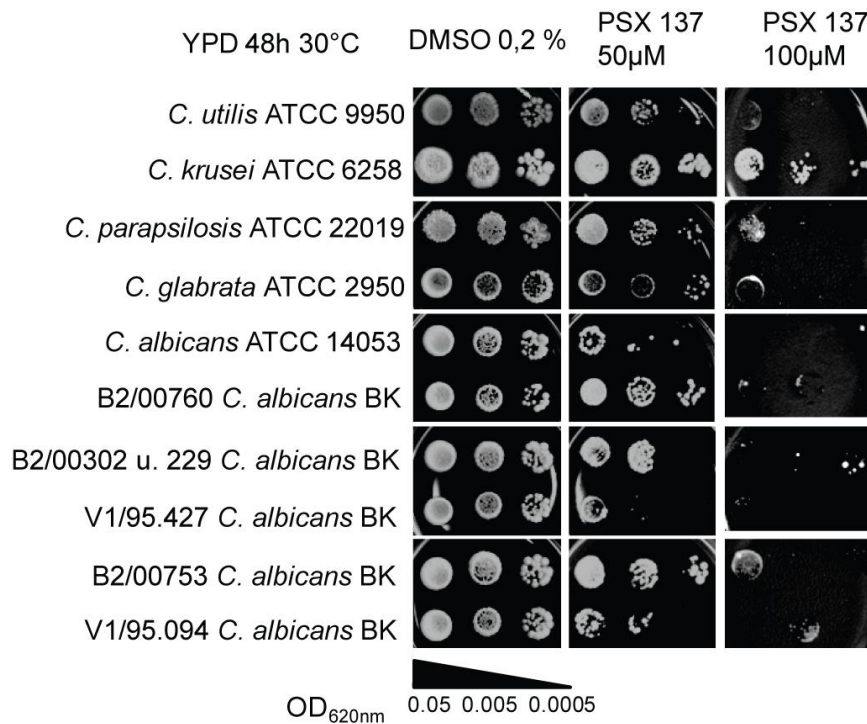 YPD 48h 30°C DMSO 0,2 % PSX 137 50µM PSX 137 100µM
C. utilis ATCC 9950
C. krusei ATCC 6258
C. parapsilosis ATCC 22019
C. glabrata ATCC 2950
C. albicans ATCC 14053
B2/00760 C. albicans BK
B2/00302 u. 229 C. albicans BK
V1/95.427 C. albicans BK
B2/00753 C. albicans BK
V1/95.094 C. albicans BK
OD620nm 0.05 0.005 0.0005